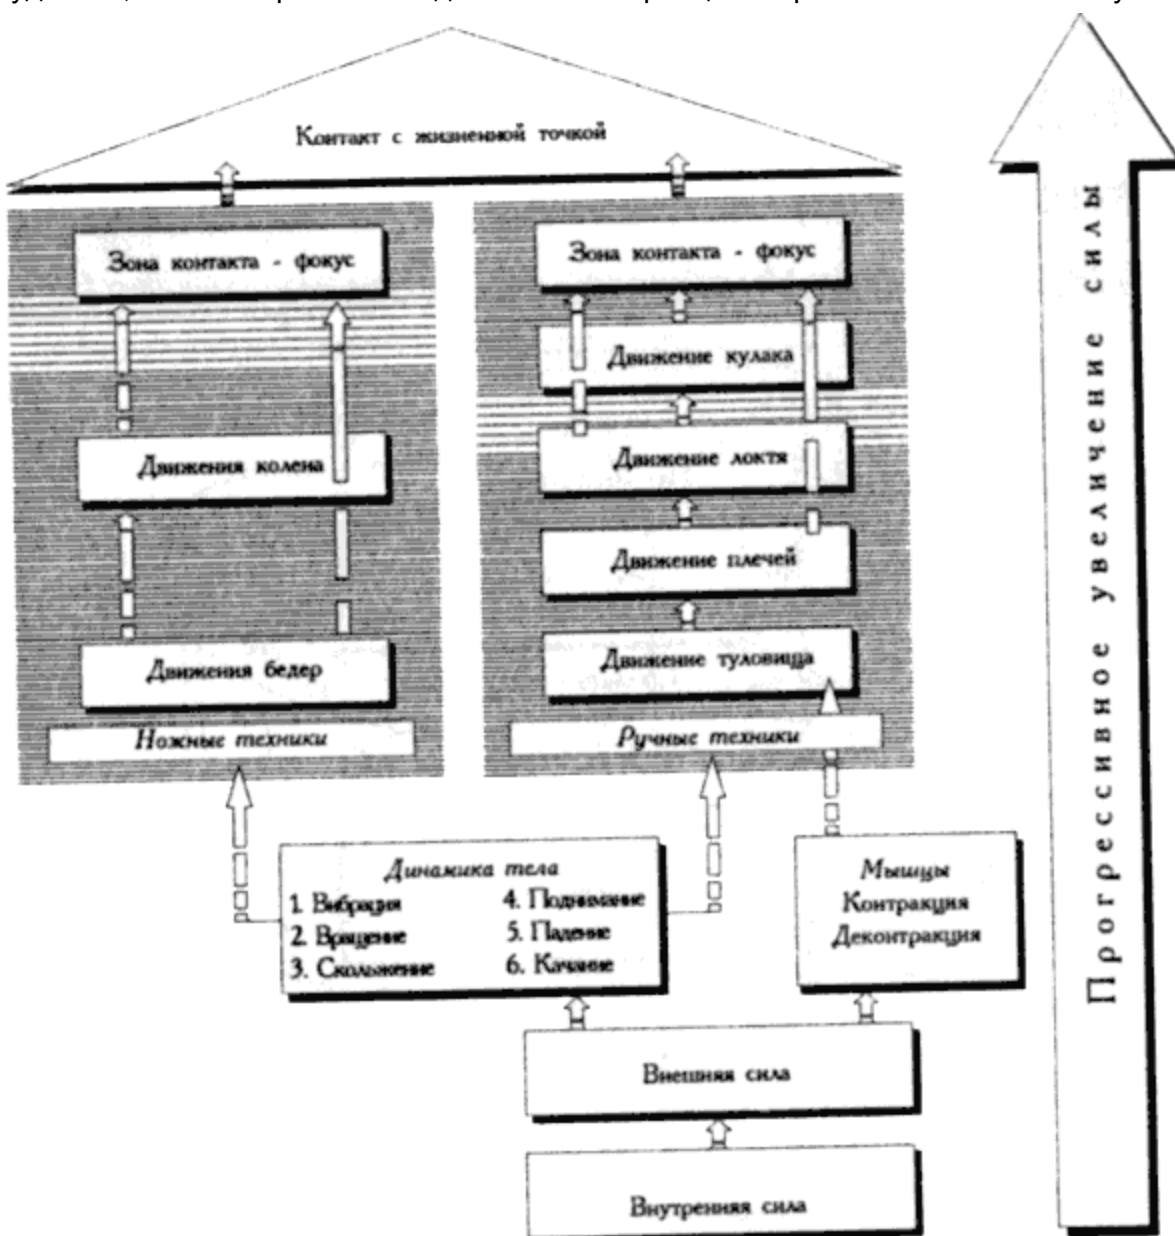 Контакт с жизненной точкой
Зона контакта - фокус
Движения колена
Движения бедер
Ножные техники
Зона контакта - фокус
Движение кулака
Движение локтя
Движение плечей
Движение туловища
Ручные техники
Динамика тела
1. Вибрация
2. Вращение
3. Скольжение
4. Поднимание
5. Падение
6. Качание
Мышцы
Контракция
Деконтракция
Внешняя сила
Внутренняя сила
Прогрессивное увеличение силы